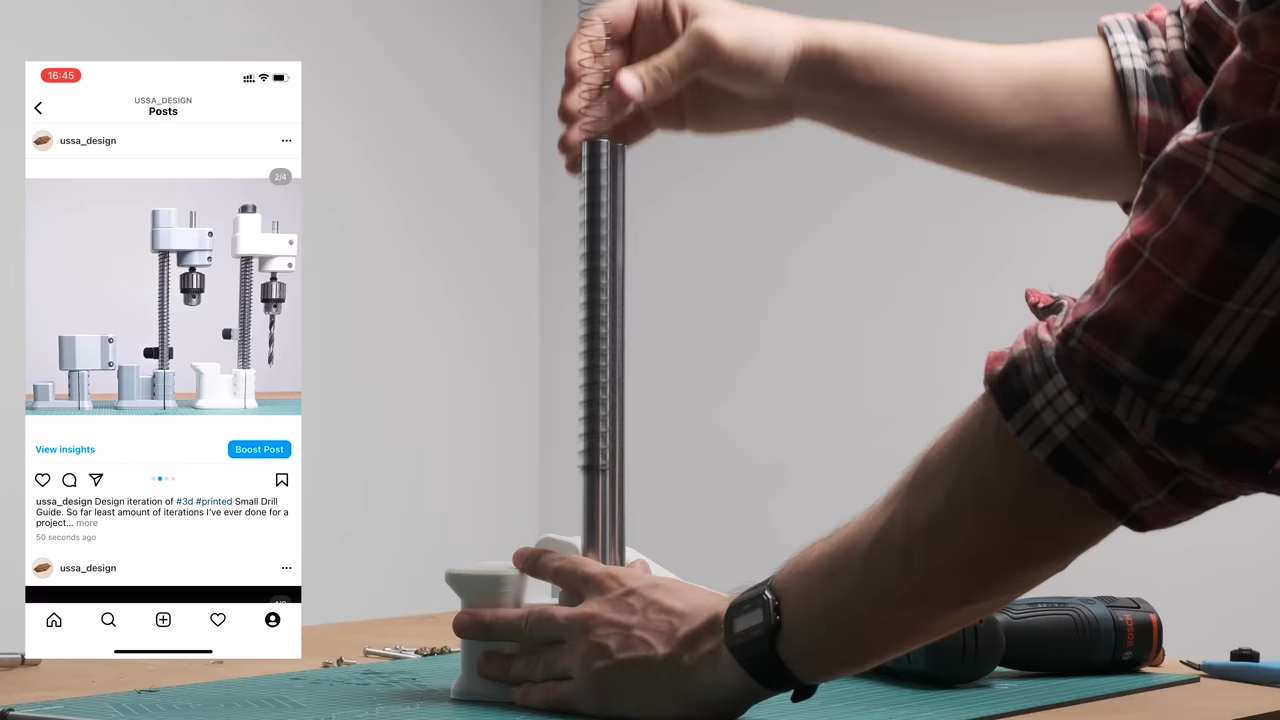 16:45
USSA_DESIGN
Posts
ussa_design
2/4
View insights
Boost Post
ussa_design Design iteration of #3d #printed Small Drill
Guide. So far least amount of iterations I've ever done for a
project... more
50 seconds ago
ussa_design
BOSCH